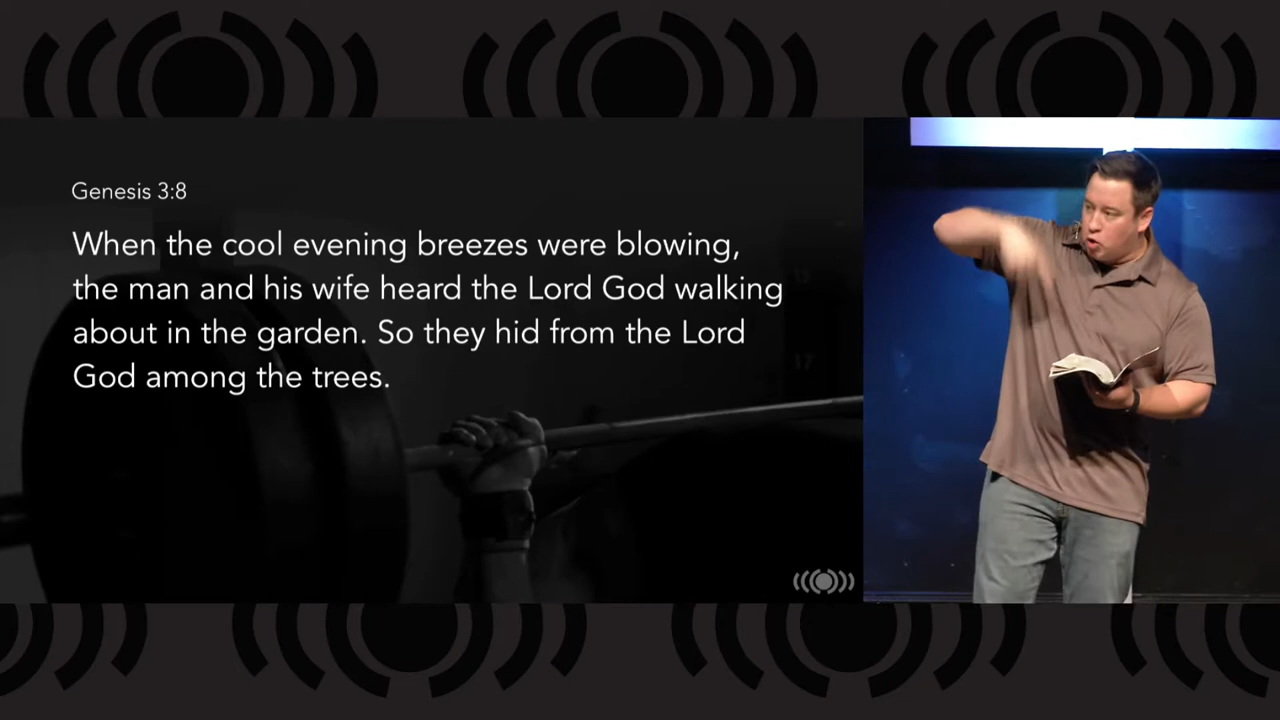 Genesis 3:8
When the cool evening breezes were blowing,
the man and his wife heard the Lord God walking
about in the garden. So they hid from the Lord
God among the trees.